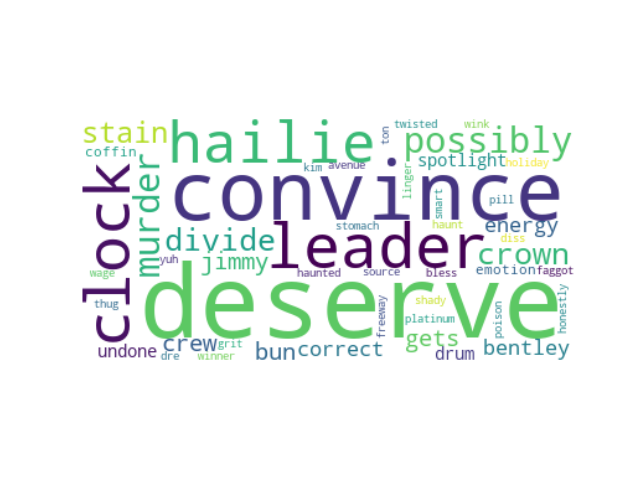 ton twisted wink
stain hailie possibly
coffin spotlight holiday
kim avenue linger
clock murder convince smart pill
stomach haunt energy
divide leader diss crown
yuh jimmy haunted source bless emotion faggot
wage deserve
thug freeway shady platinum poison honestly
crew grit gets
undone dre winner bun correct drum bentley